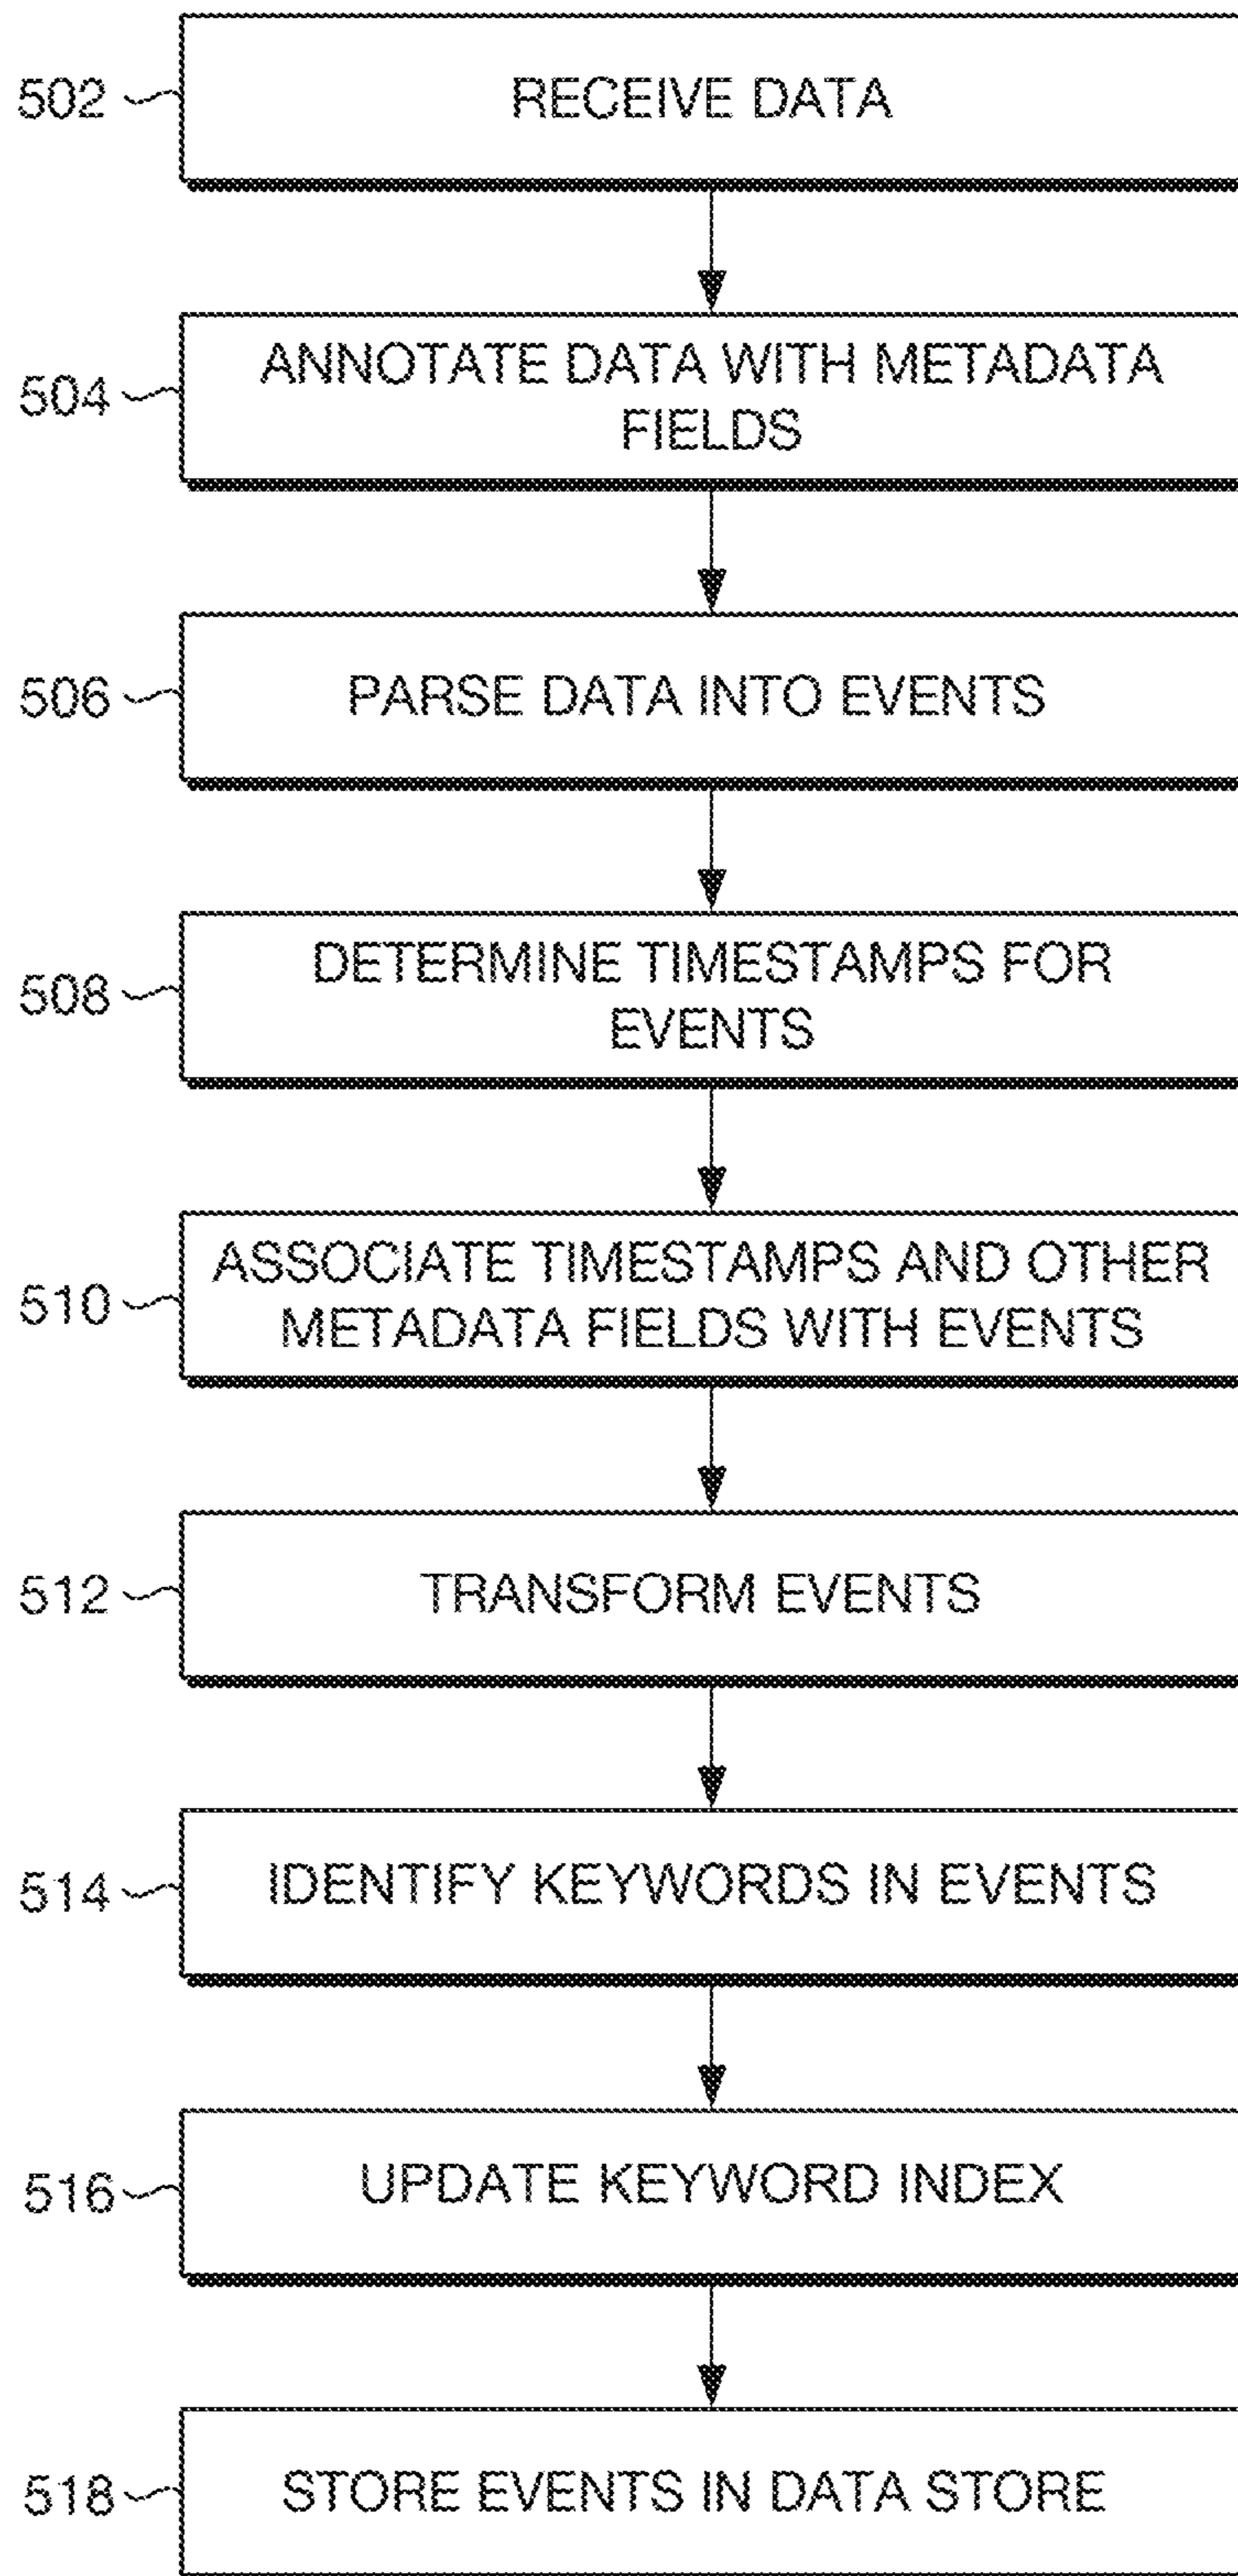 502
RECEIVE DATA
504
ANNOTATE DATA WITH METADATA
FIELDS
506
PARSE DATA INTO EVENTS
508
DETERMINE TIMESTAMPS FOR
EVENTS
510
ASSOCIATE TIMESTAMPS AND OTHER
METADATA FIELDS WITH EVENTS
512
TRANSFORM EVENTS
514
IDENTIFY KEYWORDS IN EVENTS
516
UPDATE KEYWORD INDEX
518
STORE EVENTS IN DATA STORE